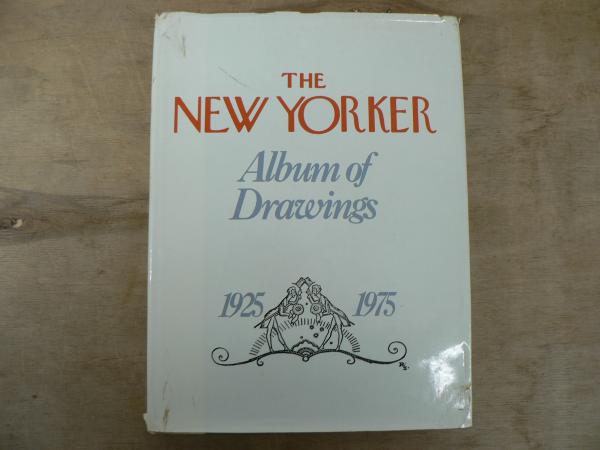 THE
NEW YORKER
Album of
Drawings
1925 1975
R.I.